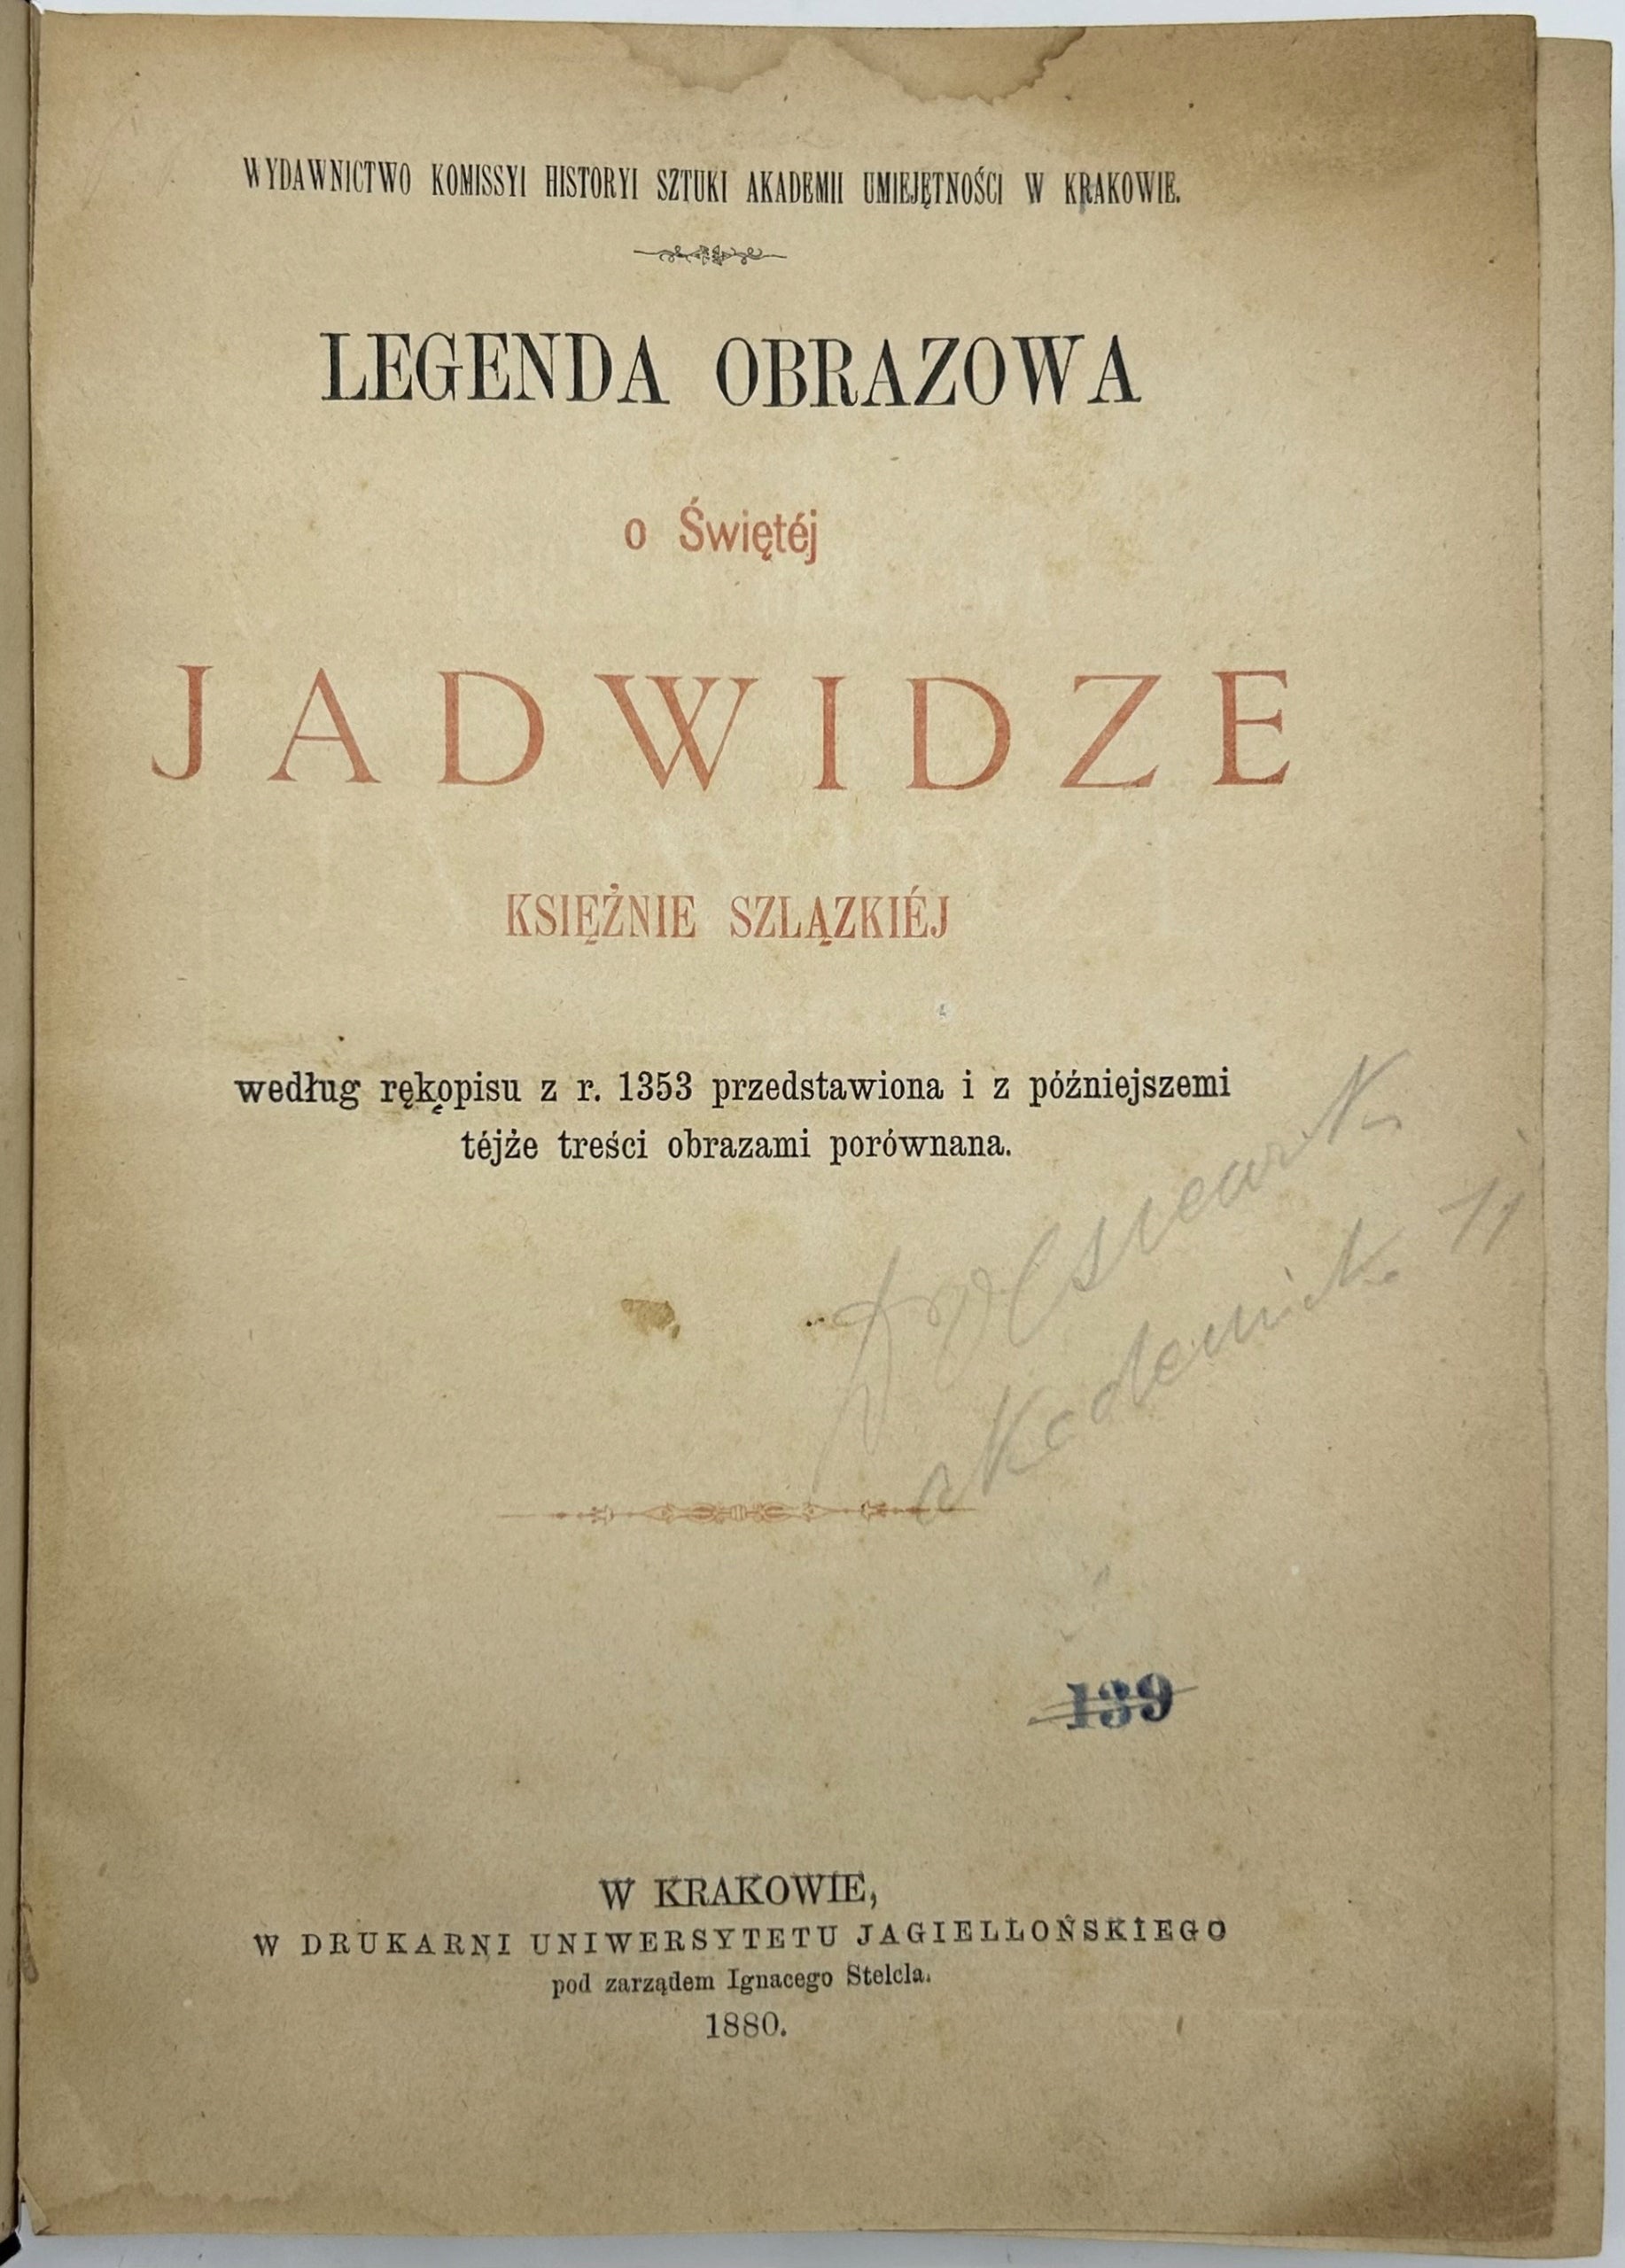 WYDAWNICTWO KOMISSYI HISTORYI SZTUKI AKADEMII UMIEJĘTNOŚCI W KRAKOWIE.
LEGENDA OBRAZOWA
o Świętéj
JADWIDZE
KSIĘŻNIE SZLĄZKIÉJ
według rękopisu z r. 1353 przedstawiona i z późniejszemi
téjże treści obrazami porównana.
139
W KRAKOWIE,
W DRUKARNI UNIWERSYTETU JAGIELLOŃSKIEGO
pod zarządem Ignacego Stelcla.
1880.